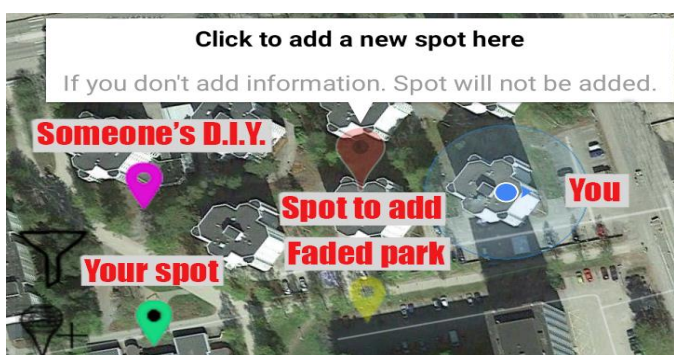 Click to add a new spot here
If you don't add information. Spot will not be added.
Someone's D.I.Y.
You
Spot to add
Faded park
Your spot